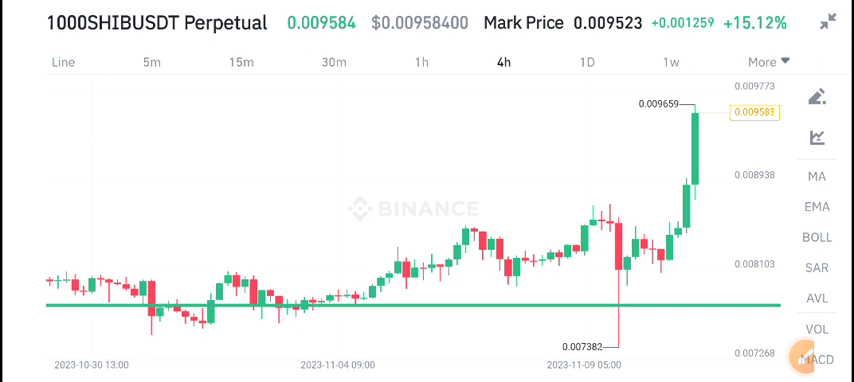 1000SHIBUSDT Perpetual 0.009584 $0.00958400 Mark Price 0.009523 +0.001259 +15.12%
Line 5m 15m 30m 1h 4h 1D 1w More
0.009773
0.009659
0.009583
0.008938
MA
BINANCE
EMA
BOLL
0.008103
SAR
AVL
VOL
0.007382
0.007268
MACD
2023-10-30 13:00 2023-11-04 09:00 2023-11-09 05:00